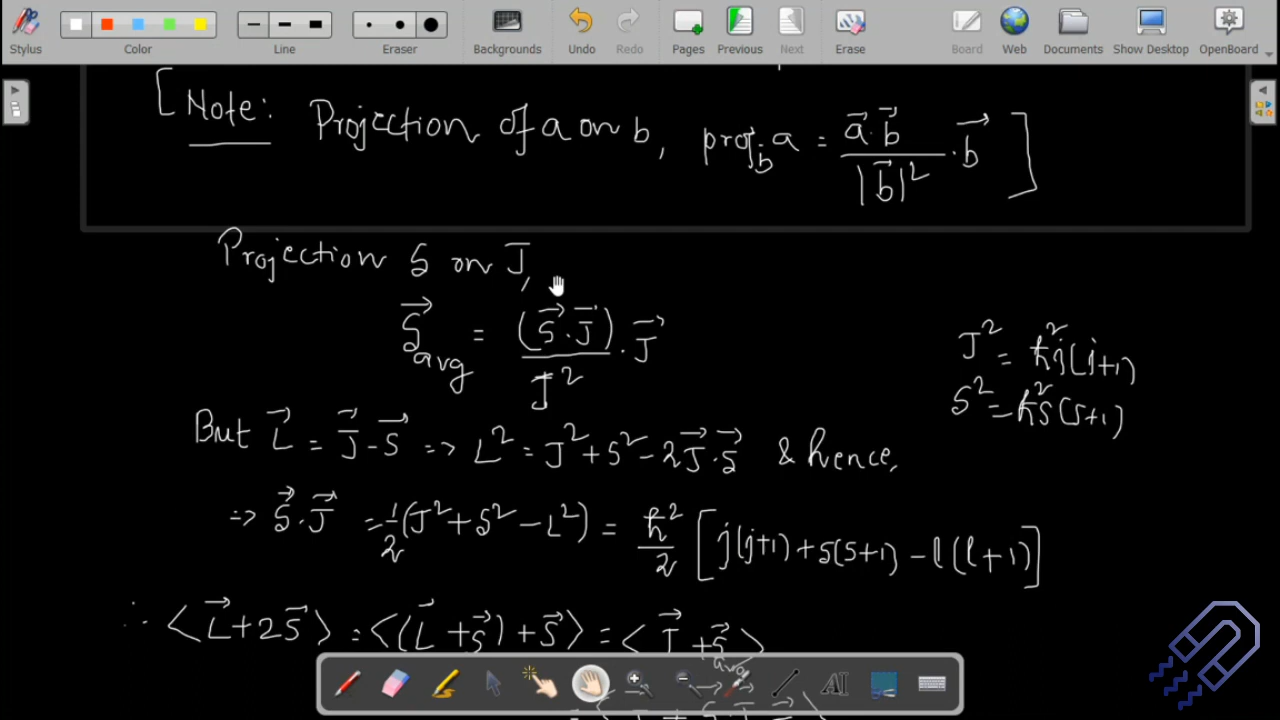 Stylus Color Line Eraser Backgrounds Undo Redo Pages Previous Next Erase Board Web Documents Show Desktop OpenBoard
[Note: Projection of a on b, proj_b a = (a⃗·b⃗)/|b⃗|² · b⃗]
Projection S on J,
S⃗_avg = (S⃗·J⃗)/J² · J⃗
J² = ħ²j(j+1)
S² = ħ²s(s+1)
But L⃗ = J⃗ - S⃗ => L² = J² + S² - 2J⃗·S⃗ & hence,
=> S⃗·J⃗ = 1/2 (J² + S² - L²) = ħ²/2 [j(j+1) + s(s+1) - l(l+1)]
∴ <L⃗ + 2S⃗> = <(L⃗ + S⃗) + S⃗> = <J⃗ + S⃗_avg>
AI